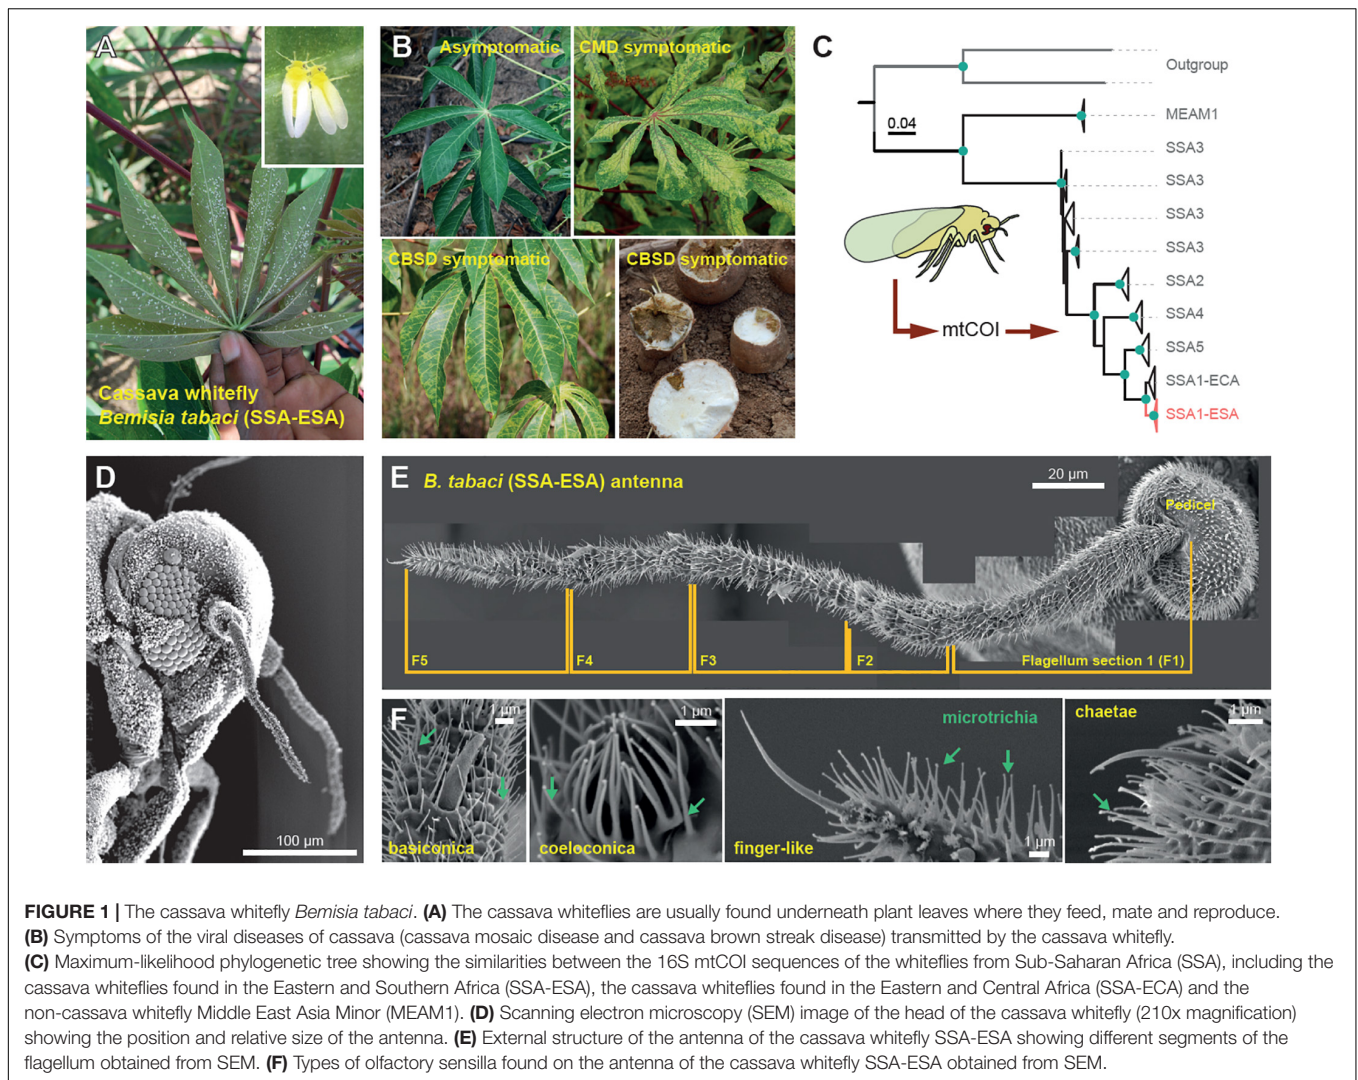 A
Cassava whitefly
Bemisia tabaci (SSA-ESA)
B
Asymptomatic
CMD symptomatic
CBSD symptomatic
CBSD symptomatic
C
0.04
Outgroup
MEAM1
SSA3
SSA3
SSA3
SSA3
SSA2
SSA4
SSA5
SSA1-ECA
SSA1-ESA
mtCOI
D
100 µm
E
B. tabaci (SSA-ESA) antenna
20 µm
Pedicel
F5
F4
F3
F2
Flagellum section 1 (F1)
F
1 µm
basiconica
1 µm
coeloconica
microtrichia
finger-like
1 µm
chaetae
1 µm
FIGURE 1 | The cassava whitefly Bemisia tabaci. (A) The cassava whiteflies are usually found underneath plant leaves where they feed, mate and reproduce.
(B) Symptoms of the viral diseases of cassava (cassava mosaic disease and cassava brown streak disease) transmitted by the cassava whitefly.
(C) Maximum-likelihood phylogenetic tree showing the similarities between the 16S mtCOI sequences of the whiteflies from Sub-Saharan Africa (SSA), including the
cassava whiteflies found in the Eastern and Southern Africa (SSA-ESA), the cassava whiteflies found in the Eastern and Central Africa (SSA-ECA) and the
non-cassava whitefly Middle East Asia Minor (MEAM1). (D) Scanning electron microscopy (SEM) image of the head of the cassava whitefly (210x magnification)
showing the position and relative size of the antenna. (E) External structure of the antenna of the cassava whitefly SSA-ESA showing different segments of the
flagellum obtained from SEM. (F) Types of olfactory sensilla found on the antenna of the cassava whitefly SSA-ESA obtained from SEM.